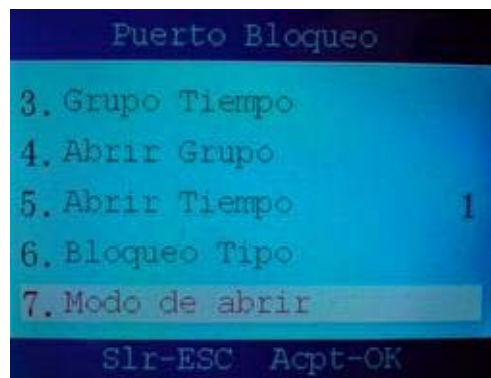 Puerto Bloqueo
3. Grupo Tiempo
4. Abrir Grupo
5. Abrir Tiempo 1
6. Bloqueo Tipo
7. Modo de abrir
Slr-ESC Acpt-OK